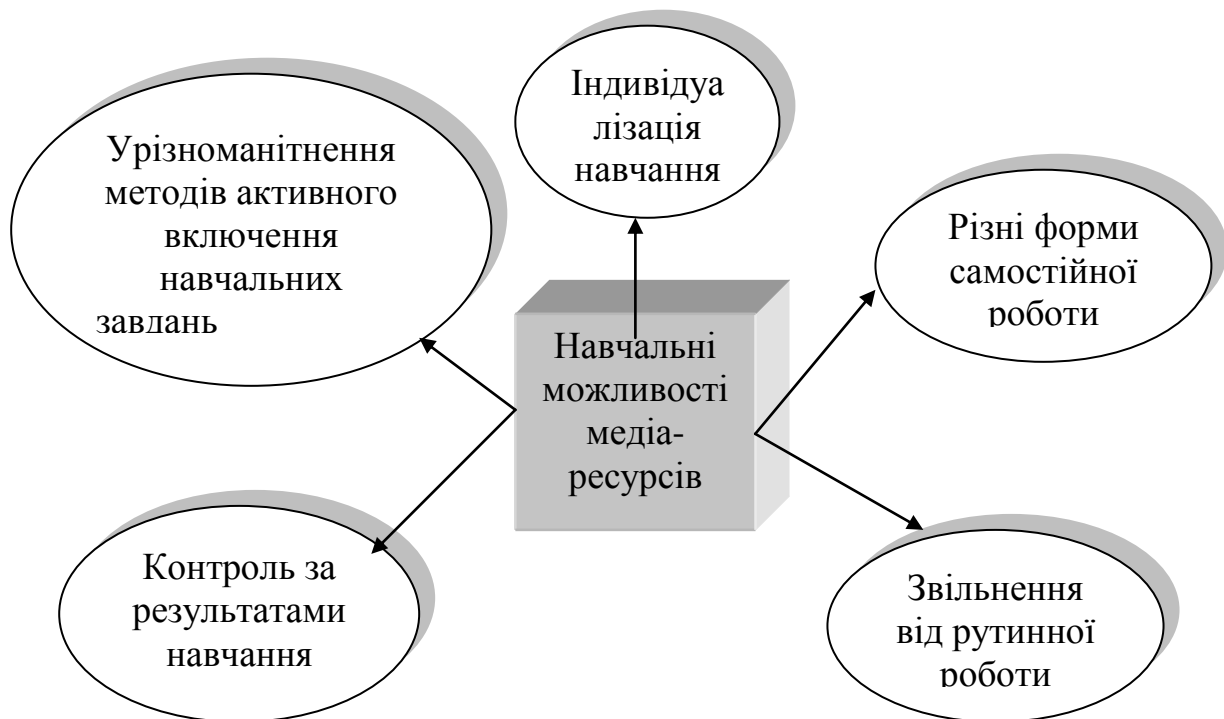 Індивідуа
лізація
навчання
Урізноманітнення
методів активного
включення
навчальних
завдань
Різні форми
самостійної
роботи
Навчальні
можливості
медіа-
ресурсів
Контроль за
результатами
навчання
Звільнення
від рутинної
роботи